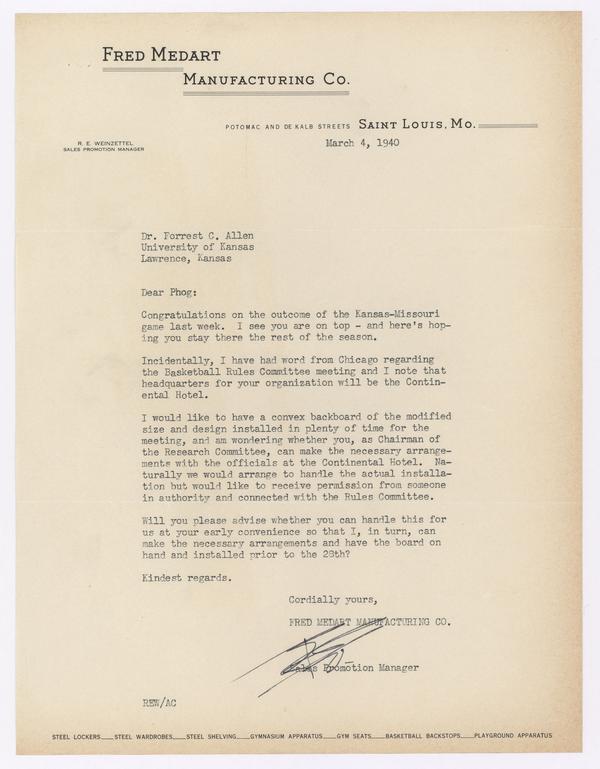 FRED MEDART
MANUFACTURING CO.
POTOMAC AND DE KALB STREETS SAINT LOUIS, MO.
R. E. WEINZETTEL
SALES PROMOTION MANAGER
March 4, 1940
Dr. Forrest C. Allen
University of Kansas
Lawrence, Kansas
Dear Phog:
Congratulations on the outcome of the Kansas-Missouri
game last week. I see you are on top - and here's hop-
ing you stay there the rest of the season.
Incidentally, I have had word from Chicago regarding
the Basketball Rules Committee meeting and I note that
headquarters for your organization will be the Contin-
ental Hotel.
I would like to have a convex backboard of the modified
size and design installed in plenty of time for the
meeting, and am wondering whether you, as Chairman of
the Research Committee, can make the necessary arrange-
ments with the officials at the Continental Hotel. Na-
turally we would arrange to handle the actual installa-
tion but would like to receive permission from someone
in authority and connected with the Rules Committee.
Will you please advise whether you can handle this for
us at your early convenience so that I, in turn, can
make the necessary arrangements and have the board on
hand and installed prior to the 28th?
Kindest regards.
Cordially yours,
FRED MEDART MANUFACTURING CO.
Sales Promotion Manager
REW/AC
STEEL LOCKERS STEEL WARDROBES STEEL SHELVING GYMNASIUM APPARATUS GYM SEATS BASKETBALL BACKSTOPS PLAYGROUND APPARATUS